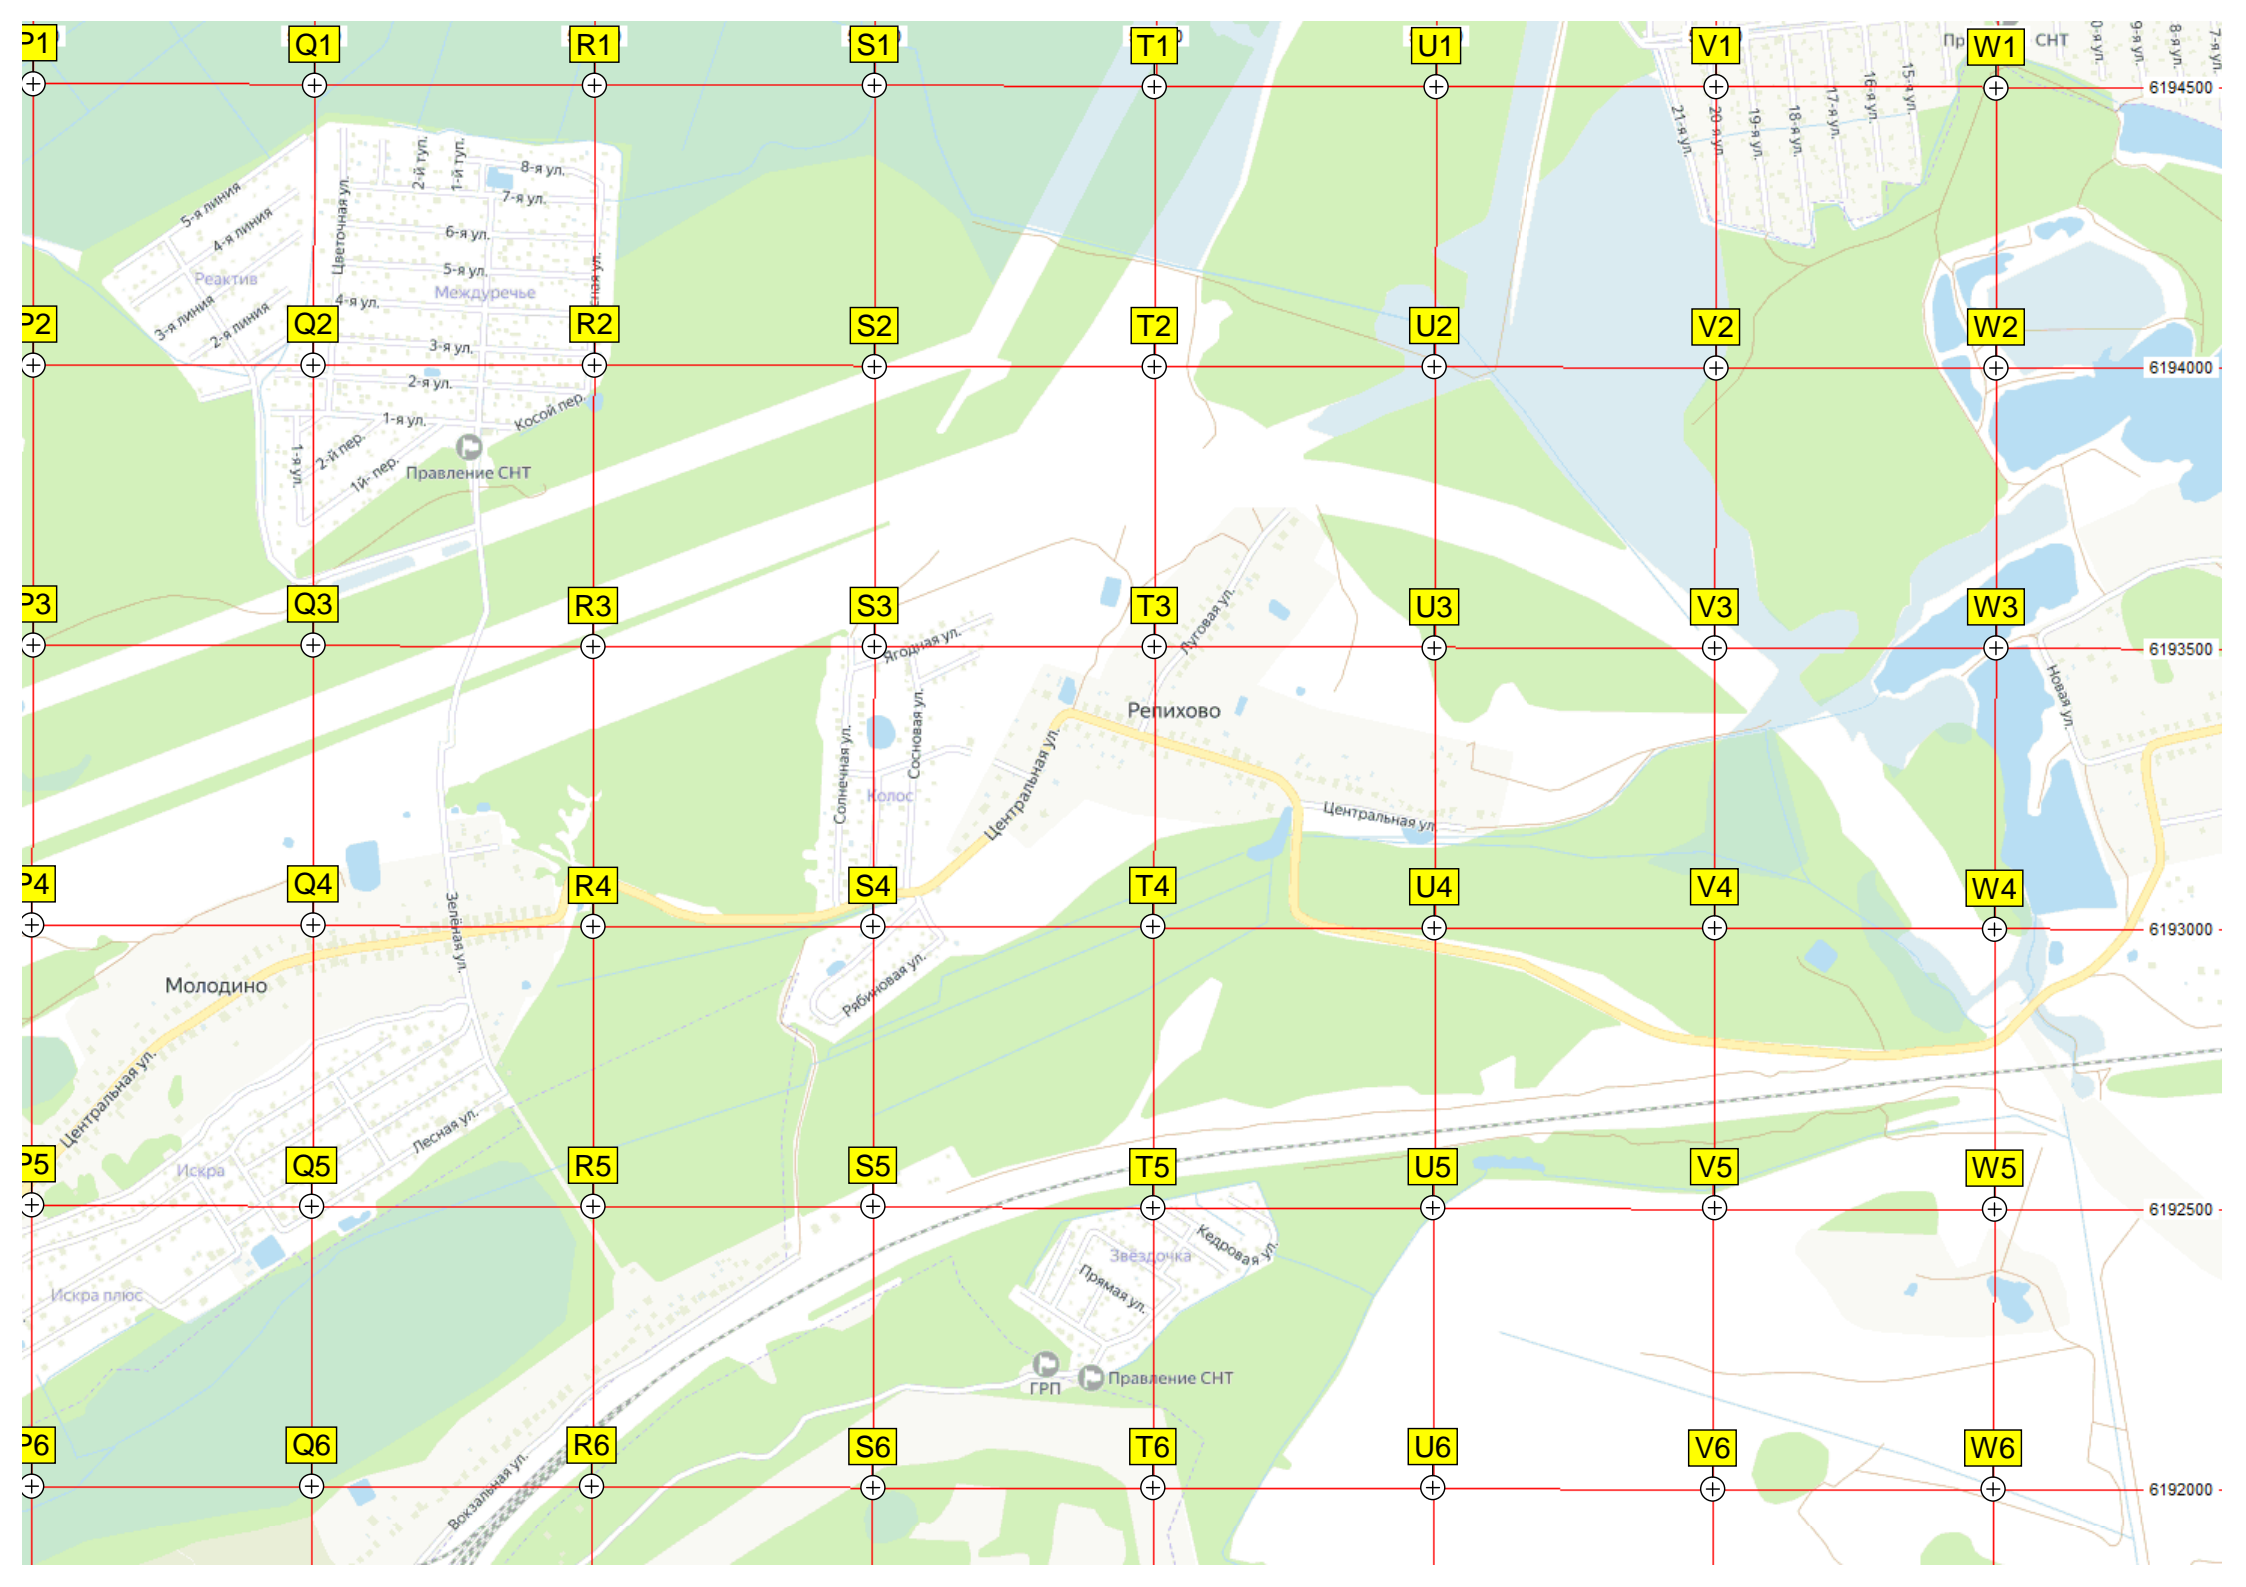 P1 Q1 R1 S1 T1 U1 V1 W1
СНТ
7-я ул.
8-я ул.
9-я ул.
6194500
15-я ул.
16-я ул.
17-я ул.
18-я ул.
19-я ул.
20-я ул.
21-я ул.
2-й туп.
1-й туп.
8-я ул.
7-я ул.
5-я линия
4-я линия
Цветочная ул.
6-я ул.
5-я ул.
Реактив
Междуречье
4-я ул.
3-я линия
2-я линия
P2 Q2 R2 S2 T2 U2 V2 W2
3-я ул.
6194000
2-я ул.
1-я ул.
Косой пер.
1-я ул.
2-й пер.
1й- пер.
Правление СНТ
P3 Q3 R3 S3 T3 U3 V3 W3
Луговая ул.
Ягодная ул.
6193500
Новая ул.
Репихово
Солнечная ул.
Сосновая ул.
Центральная ул.
Колос
Центральная ул.
P4 Q4 R4 S4 T4 U4 V4 W4
6193000
Зелёная ул.
Молодино
Рябиновая ул.
Центральная ул.
Лесная ул.
Искра
P5 Q5 R5 S5 T5 U5 V5 W5
6192500
Звёздочка
Кедровая ул.
Прямая ул.
Искра плюс
ГРП
Правление СНТ
P6 Q6 R6 S6 T6 U6 V6 W6
6192000
Вокзальная ул.